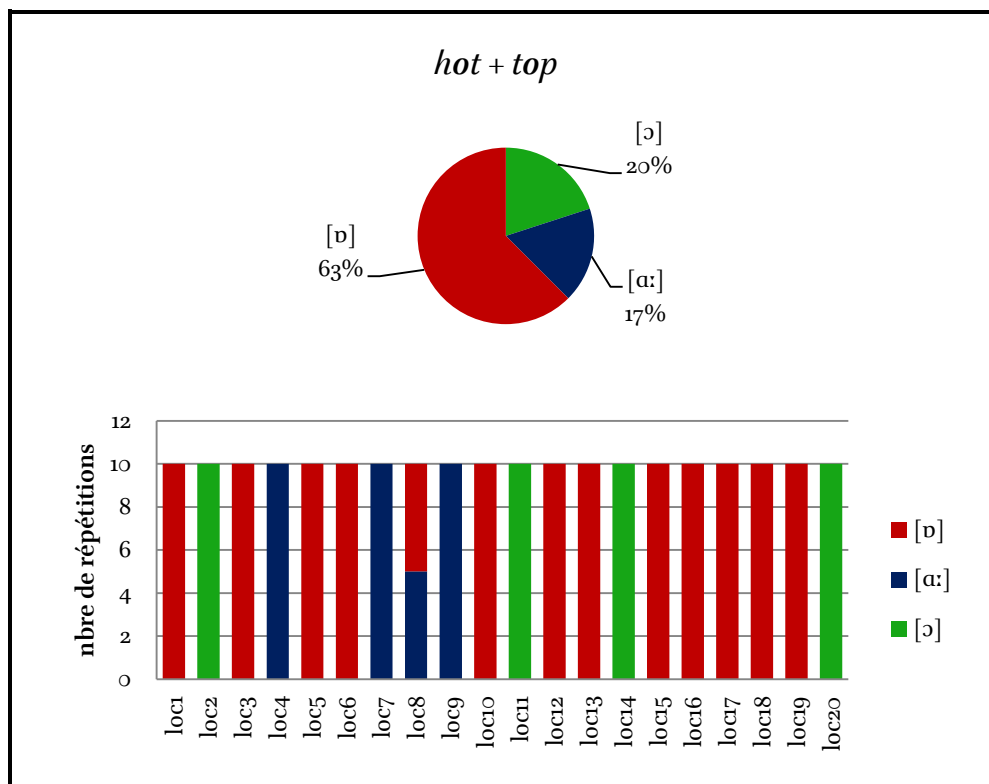 hot + top
[ɔ]
20%
[ɒ]
63%
[ɑː]
17%
nbre de répétitions
12
10
8
6
4
2
0
loc1
loc2
loc3
loc4
loc5
loc6
loc7
loc8
loc9
loc10
loc11
loc12
loc13
loc14
loc15
loc16
loc17
loc18
loc19
loc20
[ɒ]
[ɑː]
[ɔ]